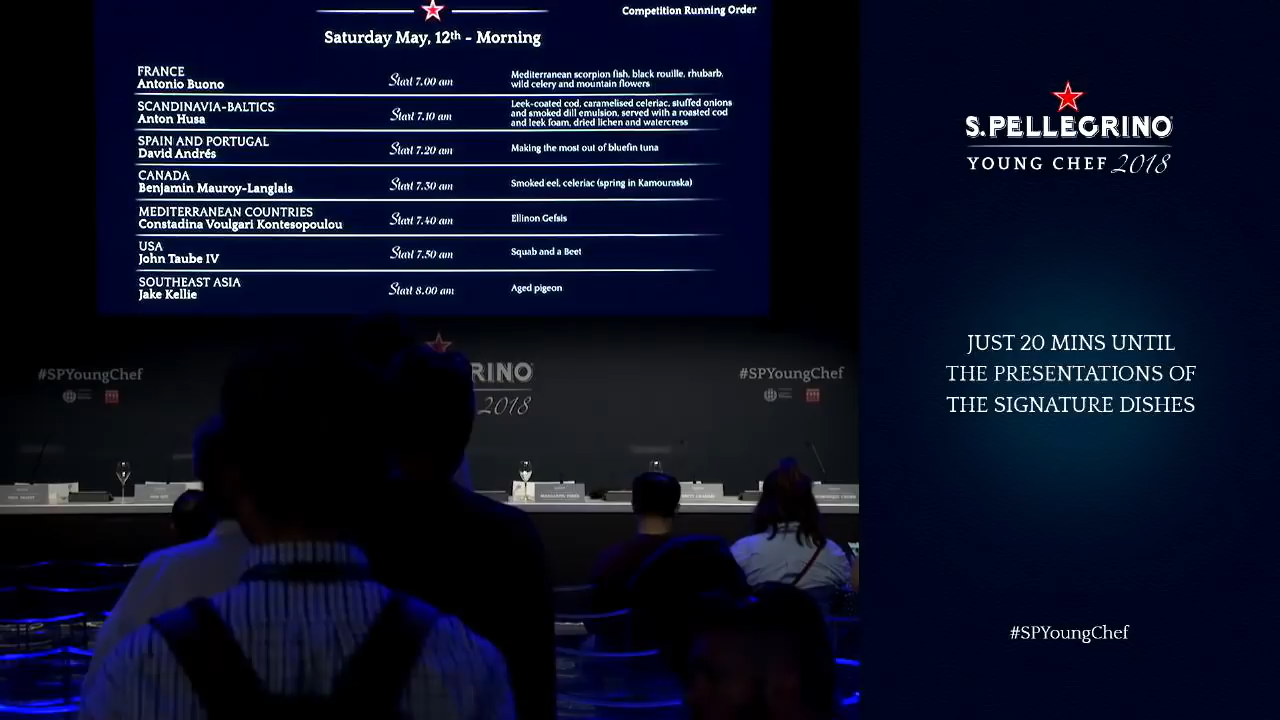 Competition Running Order
Saturday May, 12th - Morning
FRANCE
Antonio Buono
Start 7.00 am
Mediterranean scorpion fish, black rouille, rhubarb,
wild celery and mountain flowers
SCANDINAVIA-BALTICS
Anton Husa
Start 7.10 am
Leek-coated cod, caramelised celeriac, stuffed onions
and smoked dill emulsion, served with a roasted cod
and leek foam, dried lichen and watercress
SPAIN AND PORTUGAL
David Andrés
Start 7.20 am
Making the most out of bluefin tuna
CANADA
Benjamin Mauroy-Langlais
Start 7.30 am
Smoked eel, celeriac (spring in Kamouraska)
MEDITERRANEAN COUNTRIES
Constadina Voulgari Kontesopoulou
Start 7.40 am
Ellinon Gefsis
USA
John Taube IV
Start 7.50 am
Squab and a Beet
SOUTHEAST ASIA
Jake Kellie
Start 8.00 am
Aged pigeon
#SPYoungChef
RINO
2018
#SPYoungChef
S.PELLEGRINO
YOUNG CHEF 2018
JUST 20 MINS UNTIL
THE PRESENTATIONS OF
THE SIGNATURE DISHES
#SPYoungChef